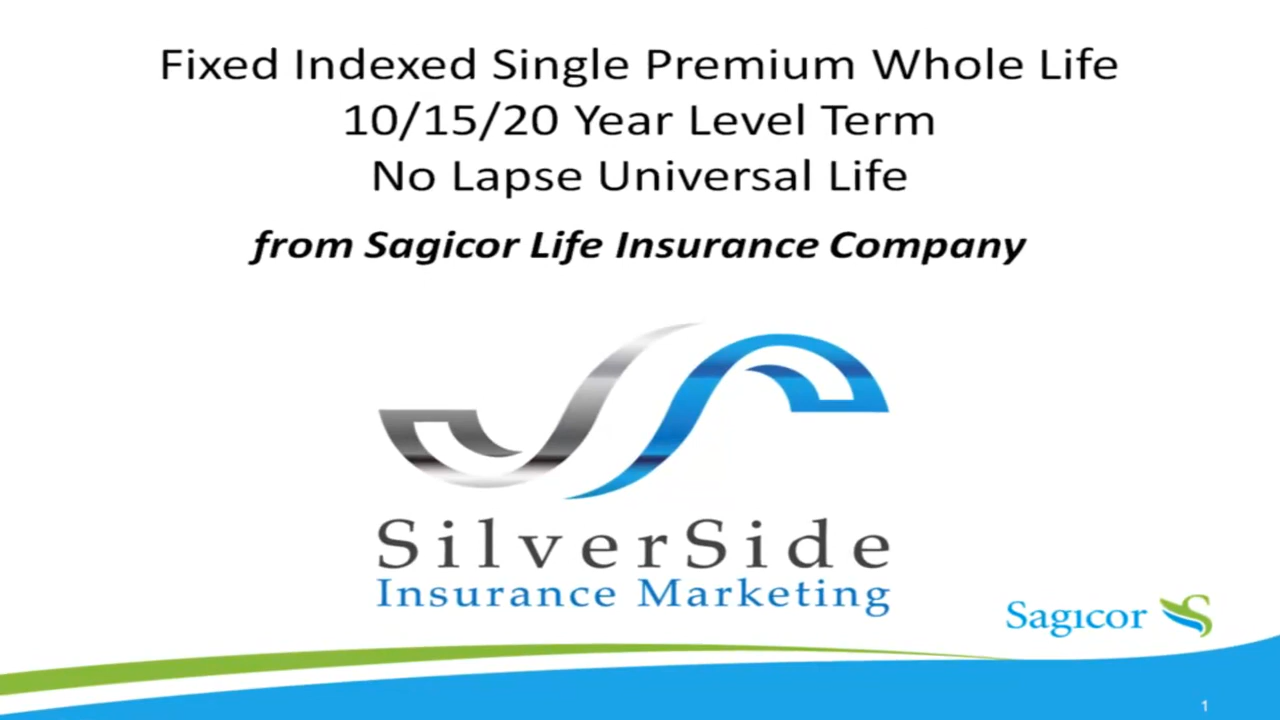 Fixed Indexed Single Premium Whole Life
10/15/20 Year Level Term
No Lapse Universal Life
from Sagicor Life Insurance Company
SilverSide
Insurance Marketing
Sagicor
1